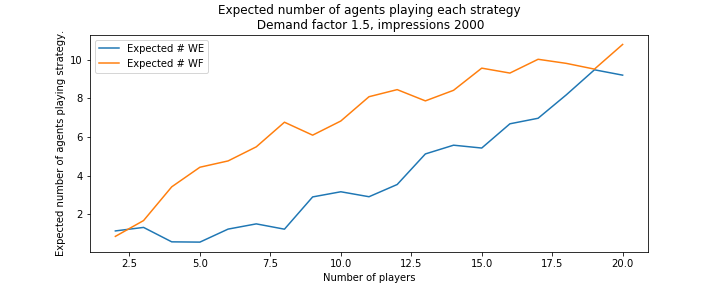 Expected number of agents playing each strategy
Demand factor 1.5, impressions 2000
Expected number of agents playing strategy.
Expected # WE
Expected # WF
10
8
6
4
2
2.5 5.0 7.5 10.0 12.5 15.0 17.5 20.0
Number of players